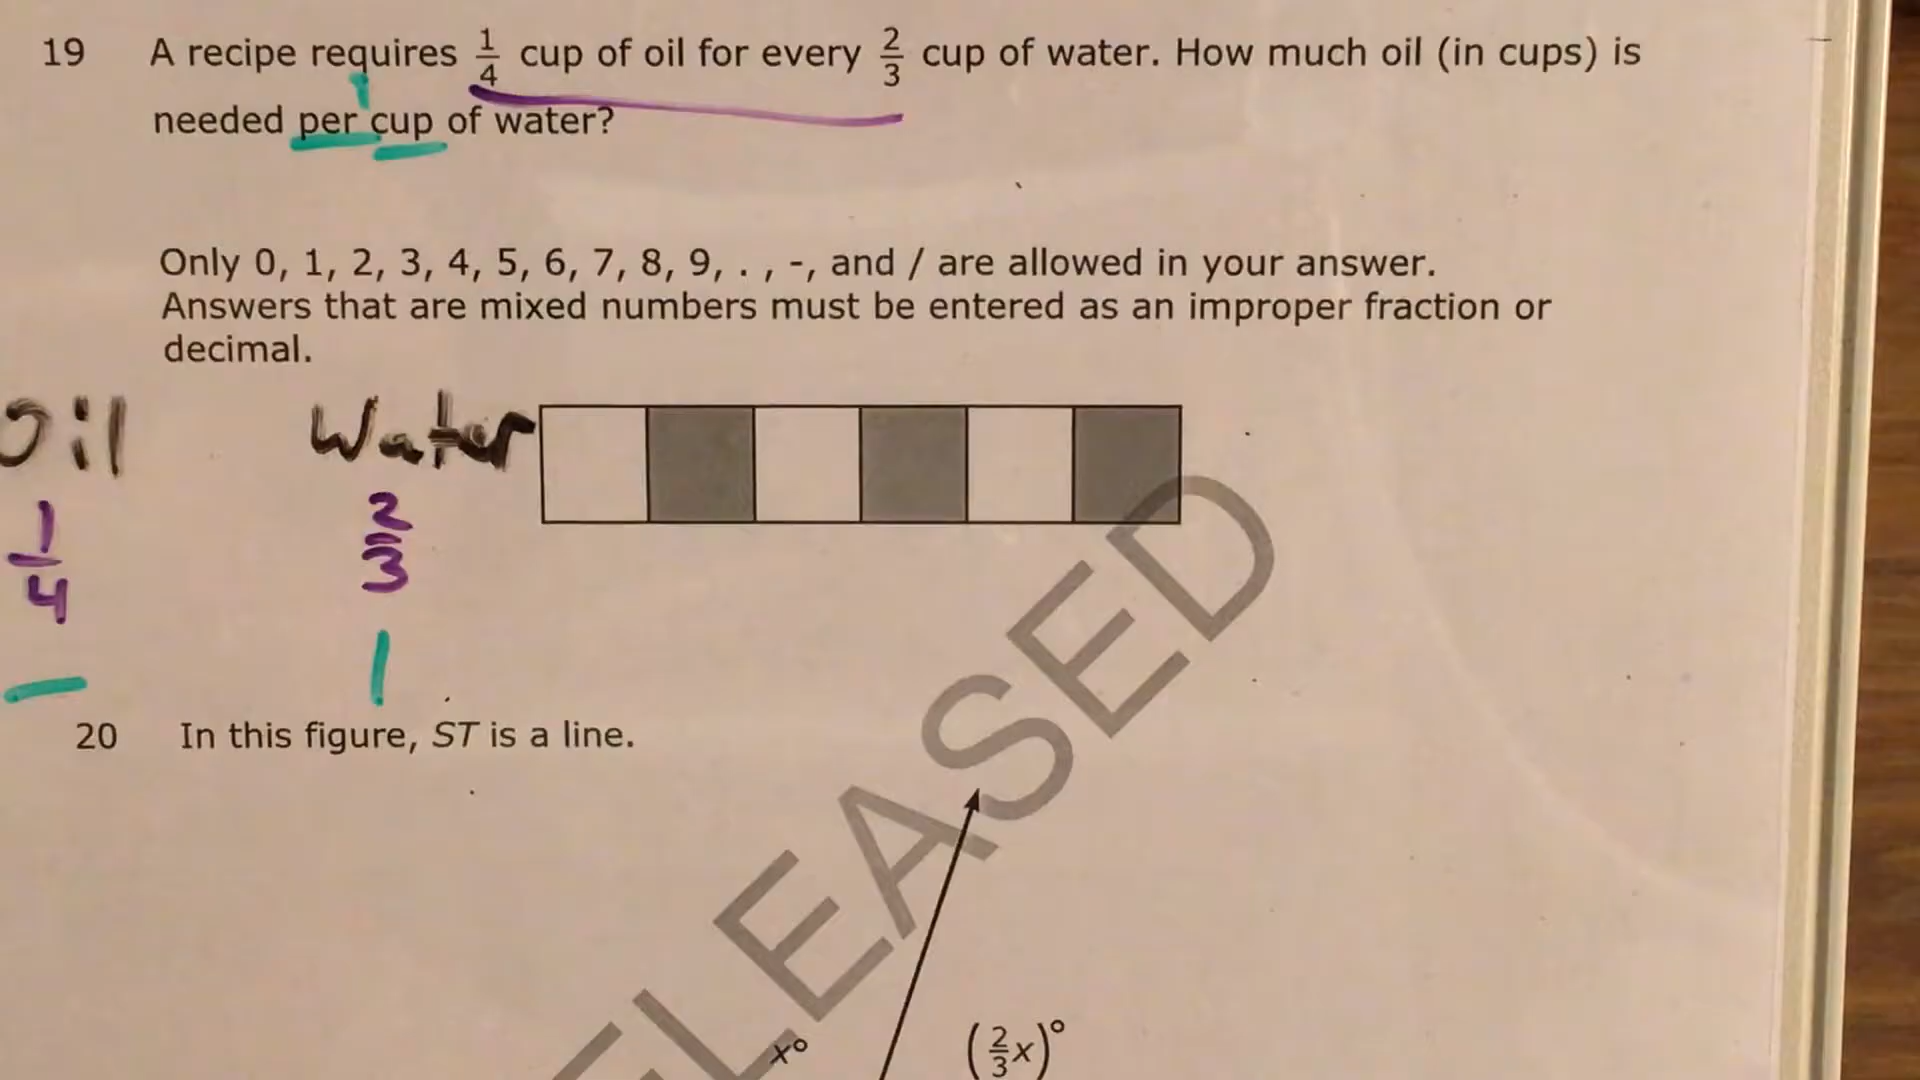 19 A recipe requires 1/4 cup of oil for every 2/3 cup of water. How much oil (in cups) is
1
needed per cup of water?
Only 0, 1, 2, 3, 4, 5, 6, 7, 8, 9, . , -, and / are allowed in your answer.
Answers that are mixed numbers must be entered as an improper fraction or
decimal.
Oil Water
1/4 2/3
_ 1
20 In this figure, ST is a line.
RELEASED
x° (2/3x)°